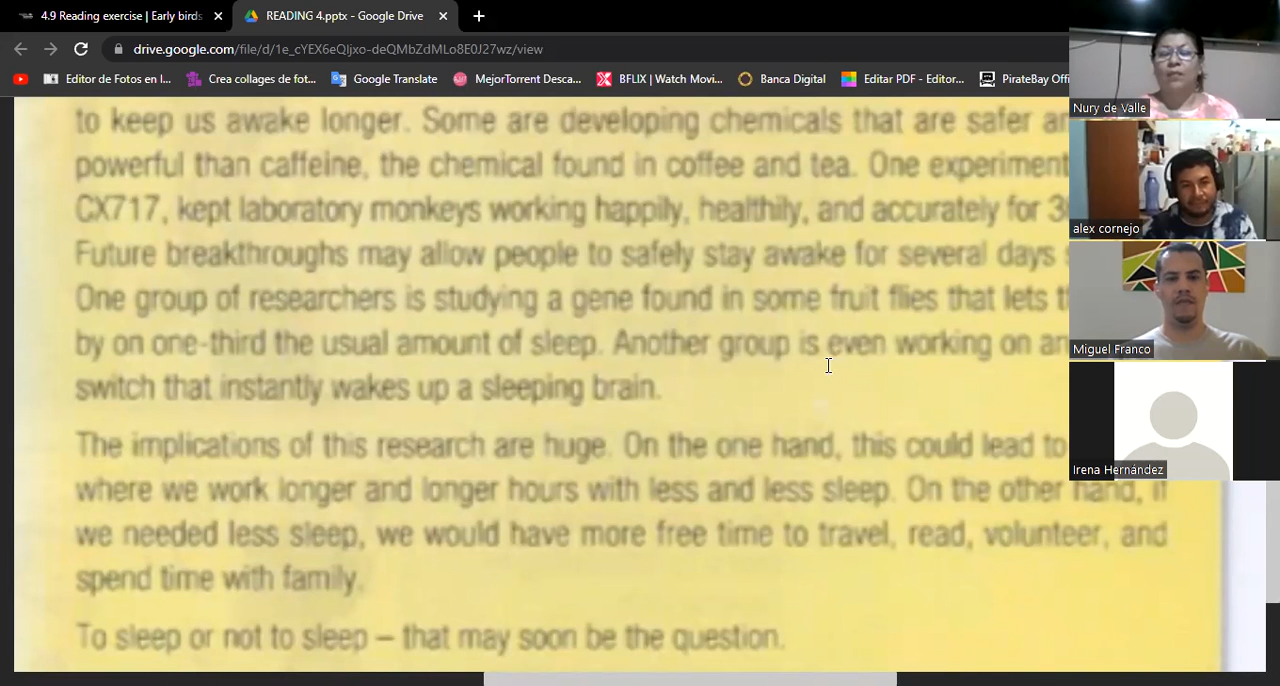 4.9 Reading exercise | Early birds
READING 4.pptx - Google Drive
drive.google.com/file/d/1e_cYEX6eQljxo-deQMbZdMLo8E0J27wz/view
Editor de Fotos en l... Crea collages de fot... Google Translate MejorTorrent Desca... BFLIX | Watch Movi... Banca Digital Editar PDF - Editor... PirateBay Offi
to keep us awake longer. Some are developing chemicals that are safer
powerful than caffeine, the chemical found in coffee and tea. One experiment
CX717, kept laboratory monkeys working happily, healthily, and accurately for
Future breakthroughs may allow people to safely stay awake for several days
One group of researchers is studying a gene found in some fruit flies that lets
by on one-third the usual amount of sleep. Another group is even working on
switch that instantly wakes up a sleeping brain.
The implications of this research are huge. On the one hand, this could lead to
where we work longer and longer hours with less and less sleep. On the other hand, if
we needed less sleep, we would have more free time to travel, read, volunteer, and
spend time with family.
To sleep or not to sleep – that may soon be the question.
Nury de Valle
alex cornejo
Miguel Franco
Irena Hernández